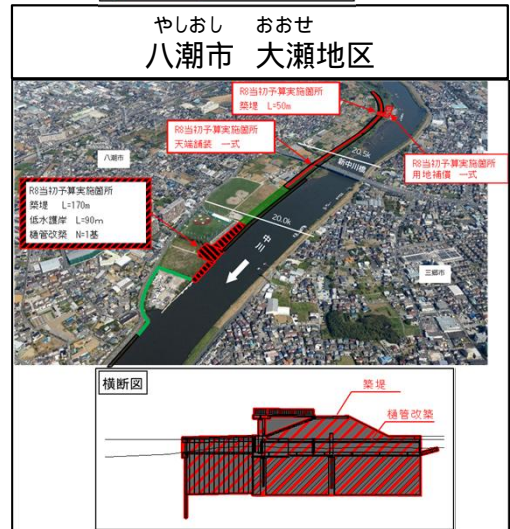 やしおし おおせ
八潮市 大瀬地区
R8当初予算実施箇所
築堤 L=50m
R8当初予算実施箇所
天端舗装 一式
20.5k
新中川橋
R8当初予算実施箇所
用地補償 一式
八潮市
R8当初予算実施箇所
築堤 L=170m
低水護岸 L=90m
樋管改築 N=1基
20.0k
中川
三郷市
横断図
築堤
樋管改築